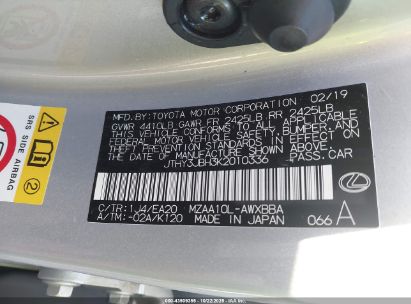 MFD.BY:TOYOTA MOTOR CORPORATION 02/19
GVWR 4410LB GAWR FR 2425LB RR 2425LB
THIS VEHICLE CONFORMS TO ALL APPLICABLE
FEDERAL MOTOR VEHICLE SAFETY, BUMPER AND
THEFT PREVENTION STANDARDS IN EFFECT ON
THE DATE OF MANUFACTURE SHOWN ABOVE.
JTHY3JBH3K2010336 PASS.CAR
C/TR:1J4/EA20 MZAA10L-AWXBBA
A/TM:-02A/K120 MADE IN JAPAN 066A
SRS SIDE AIRBAG